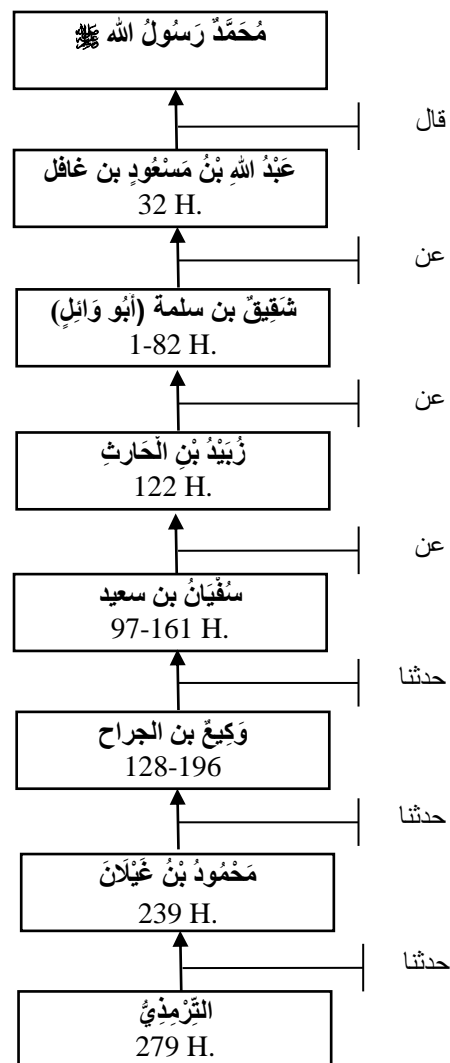 مُحَمَّدٌ رَسُولُ الله ﷺ
قال
عَبْدُ اللهِ بْنُ مَسْعُودٍ بن غافل
32 H.
عن
شَقِيقٌ بن سلمة (أَبُو وَائِلٍ)
1-82 H.
عن
زُبَيْدُ بْنِ الْحَارثِ
122 H.
عن
سُفْيَانُ بن سعيد
97-161 H.
حدثنا
وَكِيعٌ بن الجراح
128-196
حدثنا
مَحْمُودُ بْنُ غَيْلَانَ
239 H.
حدثنا
التِّرْمِذِيُّ
279 H.